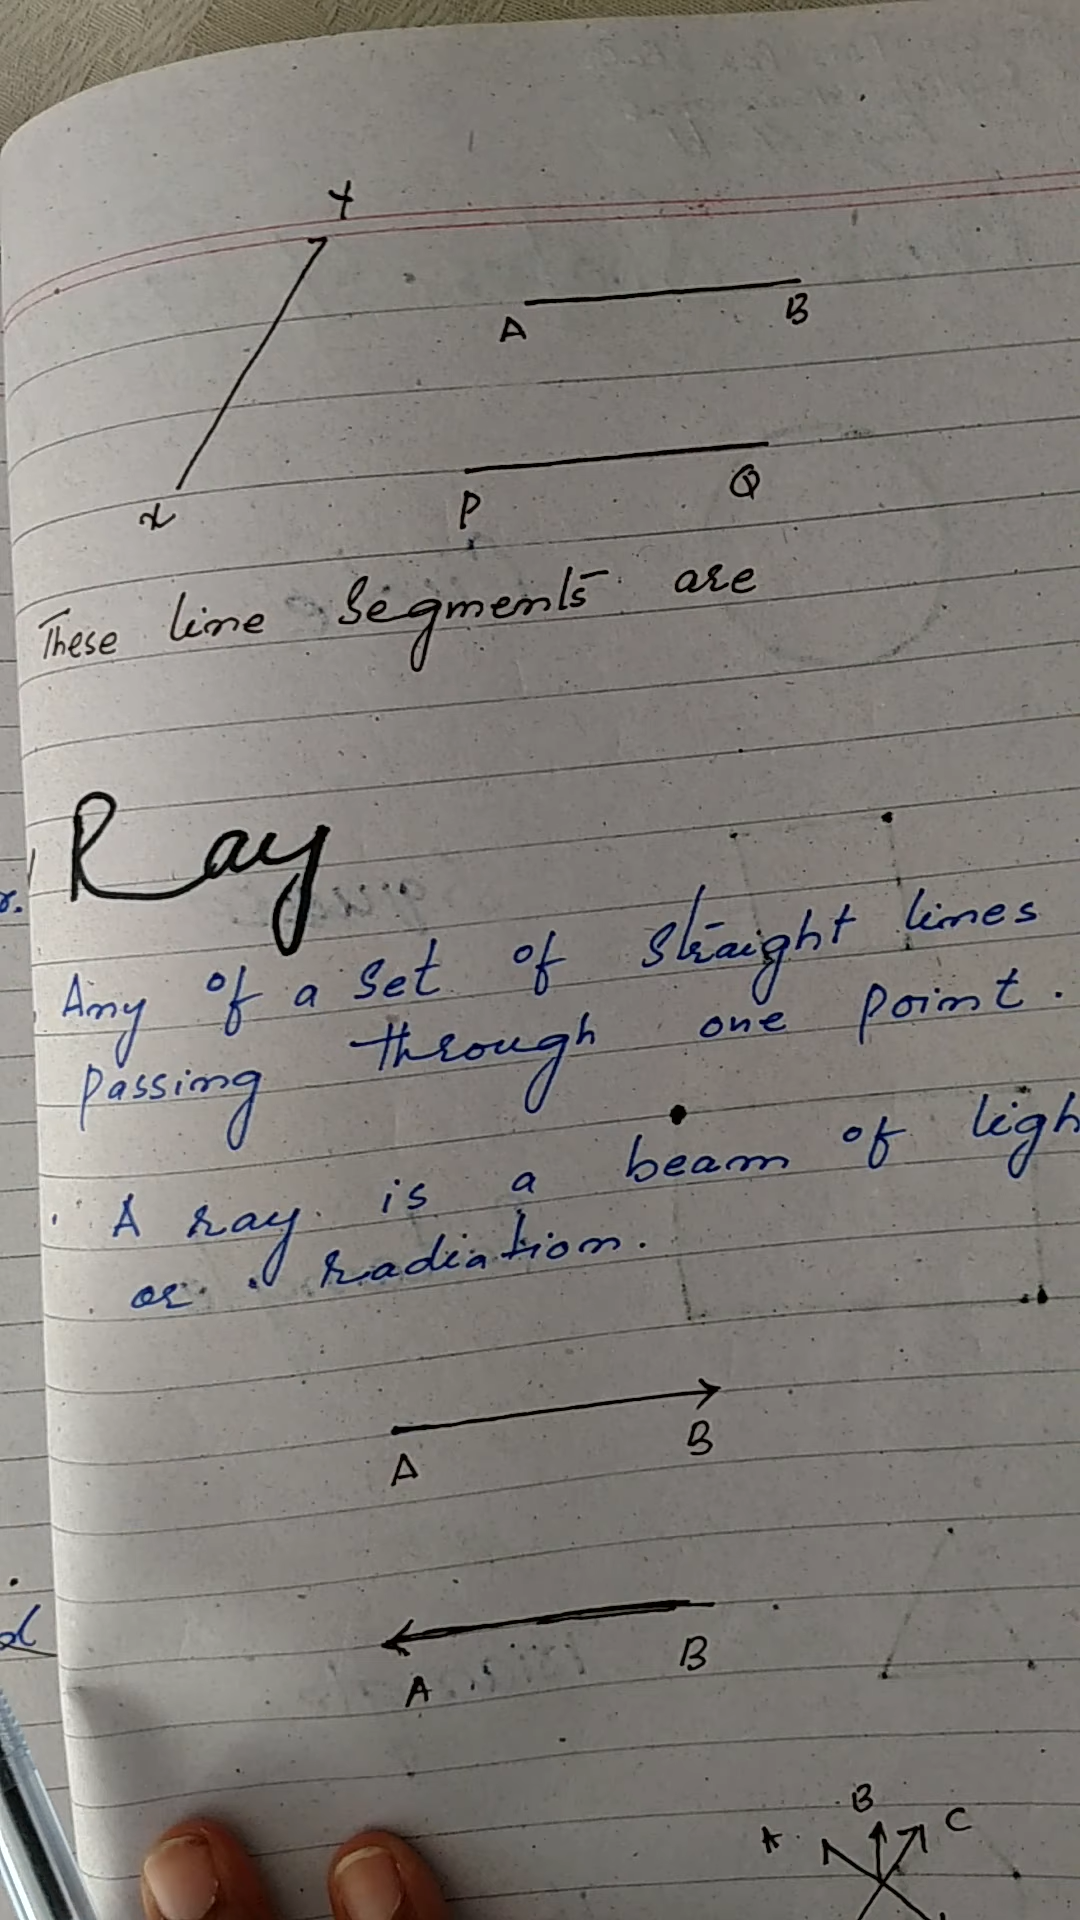 Y
A B
x
P Q
These line segments are
Ray
Any of a set of straight lines
passing through one point.
A ray is a beam of ligh
or radiation.
A B
A B
A B C